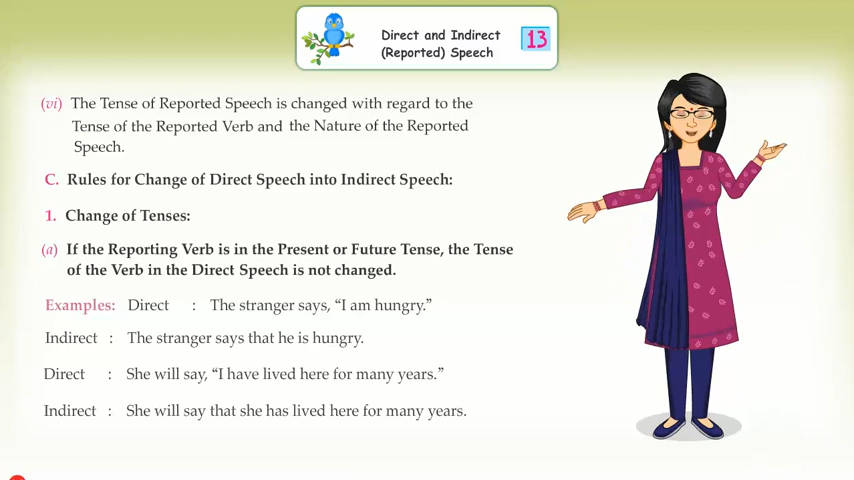 Direct and Indirect
(Reported) Speech
13
(vi) The Tense of Reported Speech is changed with regard to the
Tense of the Reported Verb and the Nature of the Reported
Speech.
C. Rules for Change of Direct Speech into Indirect Speech:
1. Change of Tenses:
(a) If the Reporting Verb is in the Present or Future Tense, the Tense
of the Verb in the Direct Speech is not changed.
Examples: Direct : The stranger says, “I am hungry.”
Indirect : The stranger says that he is hungry.
Direct : She will say, “I have lived here for many years.”
Indirect : She will say that she has lived here for many years.